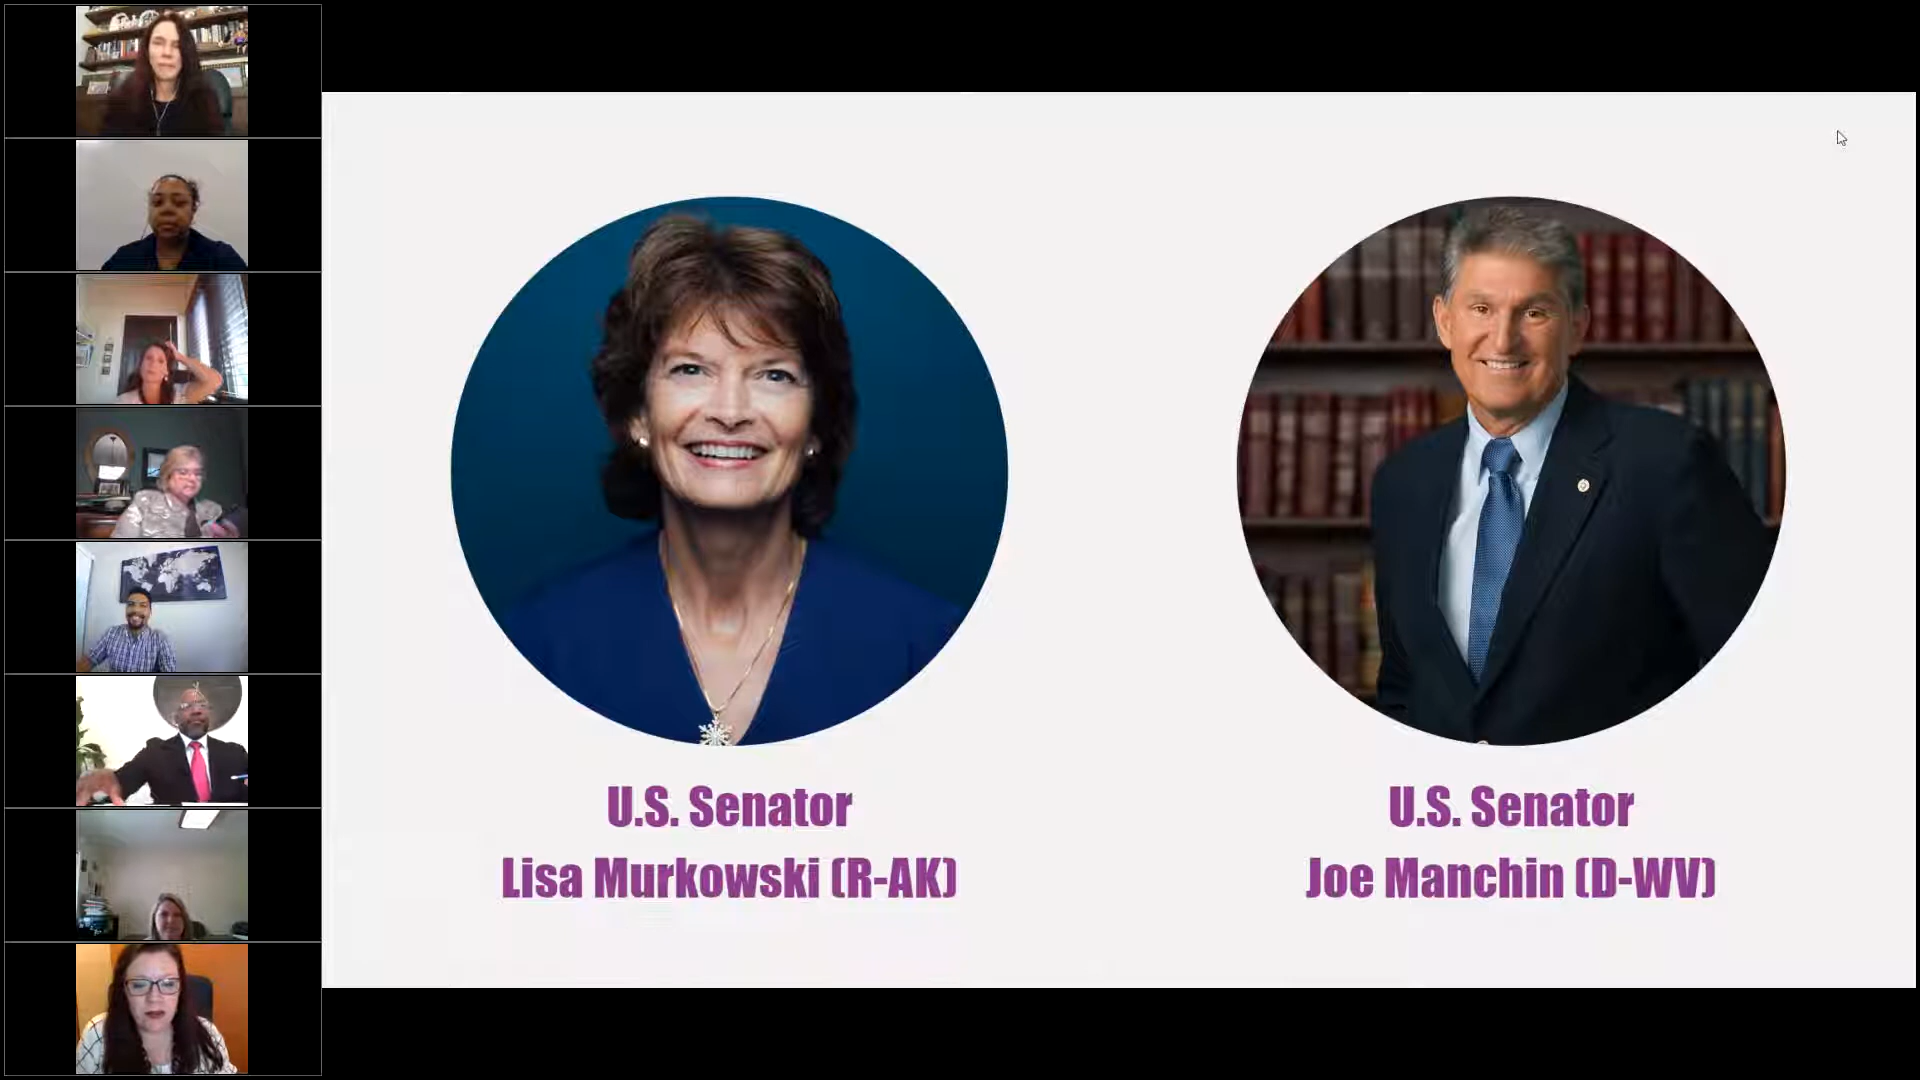 U.S. Senator
Lisa Murkowski (R-AK)
U.S. Senator
Joe Manchin (D-WV)